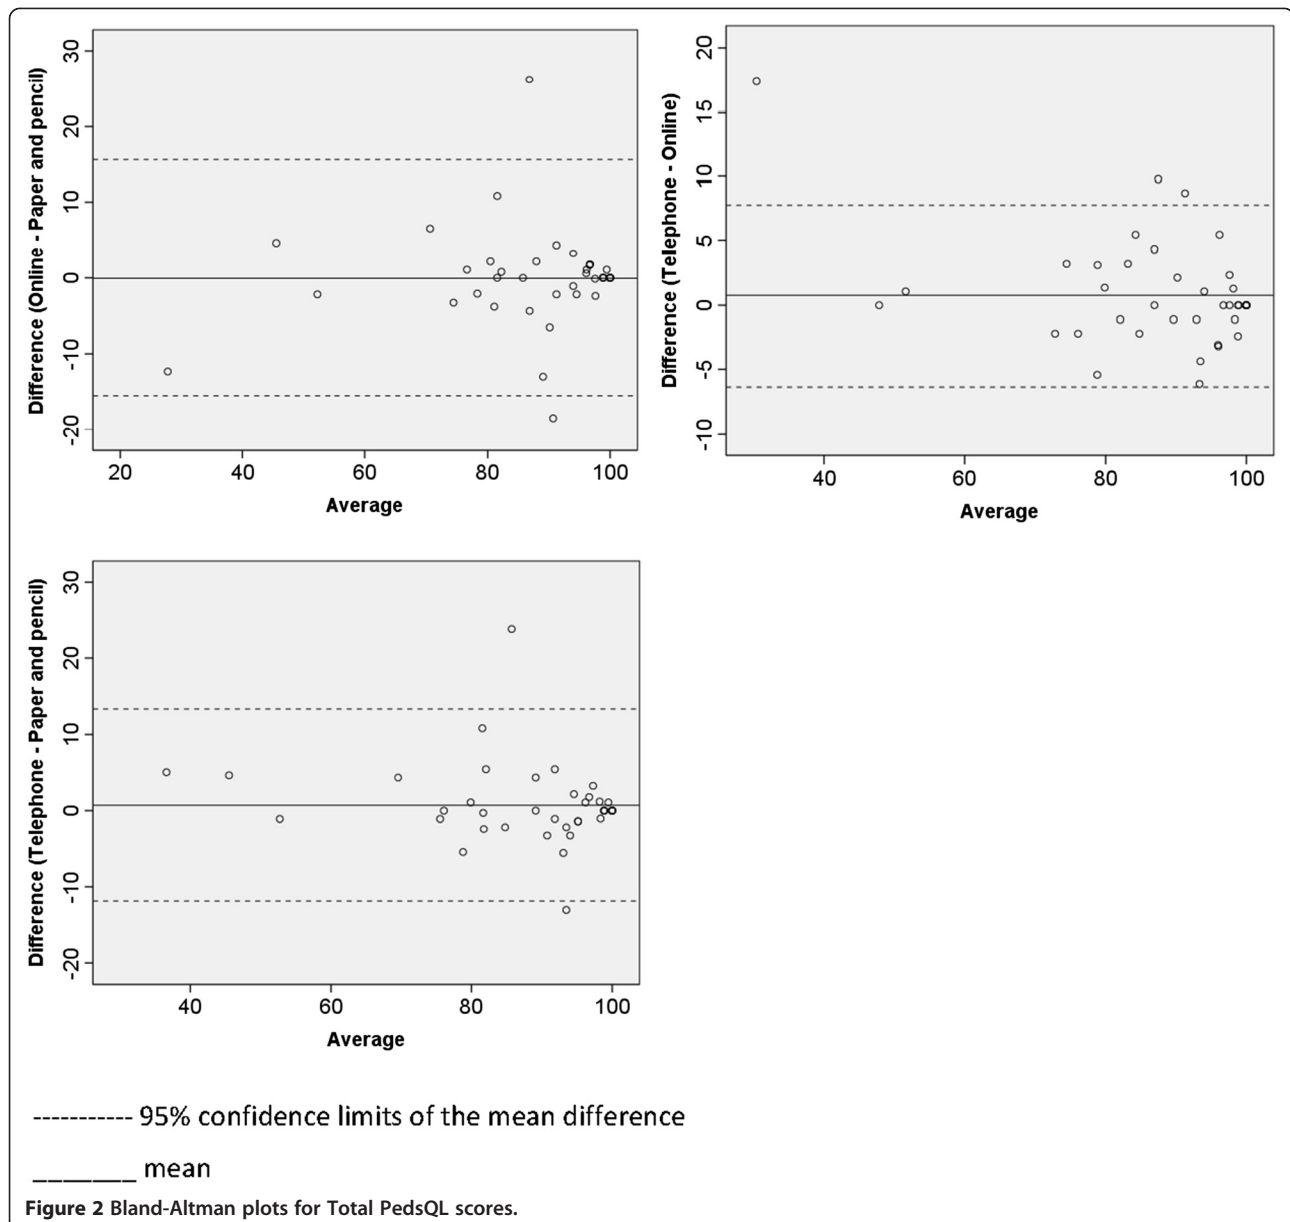 Difference (Online - Paper and pencil)
30
20
10
0
-10
-20
20 40 60 80 100
Average
Difference (Telephone - Online)
20
15
10
5
0
-5
-10
40 60 80 100
Average
Difference (Telephone - Paper and pencil)
30
20
10
0
-10
-20
40 60 80 100
Average
----------- 95% confidence limits of the mean difference
________ mean
Figure 2 Bland-Altman plots for Total PedsQL scores.